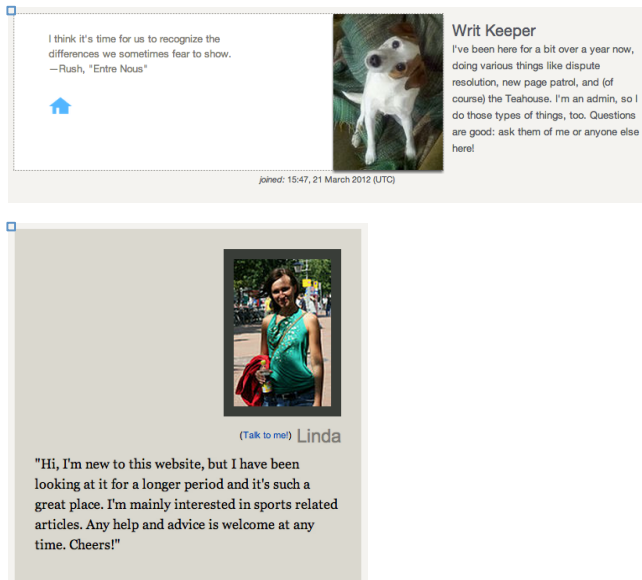 I think it's time for us to recognize the
differences we sometimes fear to show.
—Rush, "Entre Nous"
Writ Keeper
I've been here for a bit over a year now,
doing various things like dispute
resolution, new page patrol, and (of
course) the Teahouse. I'm an admin, so I
do those types of things, too. Questions
are good: ask them of me or anyone else
here!
joined: 15:47, 21 March 2012 (UTC)
(Talk to me!) Linda
"Hi, I'm new to this website, but I have been
looking at it for a longer period and it's such a
great place. I'm mainly interested in sports related
articles. Any help and advice is welcome at any
time. Cheers!"